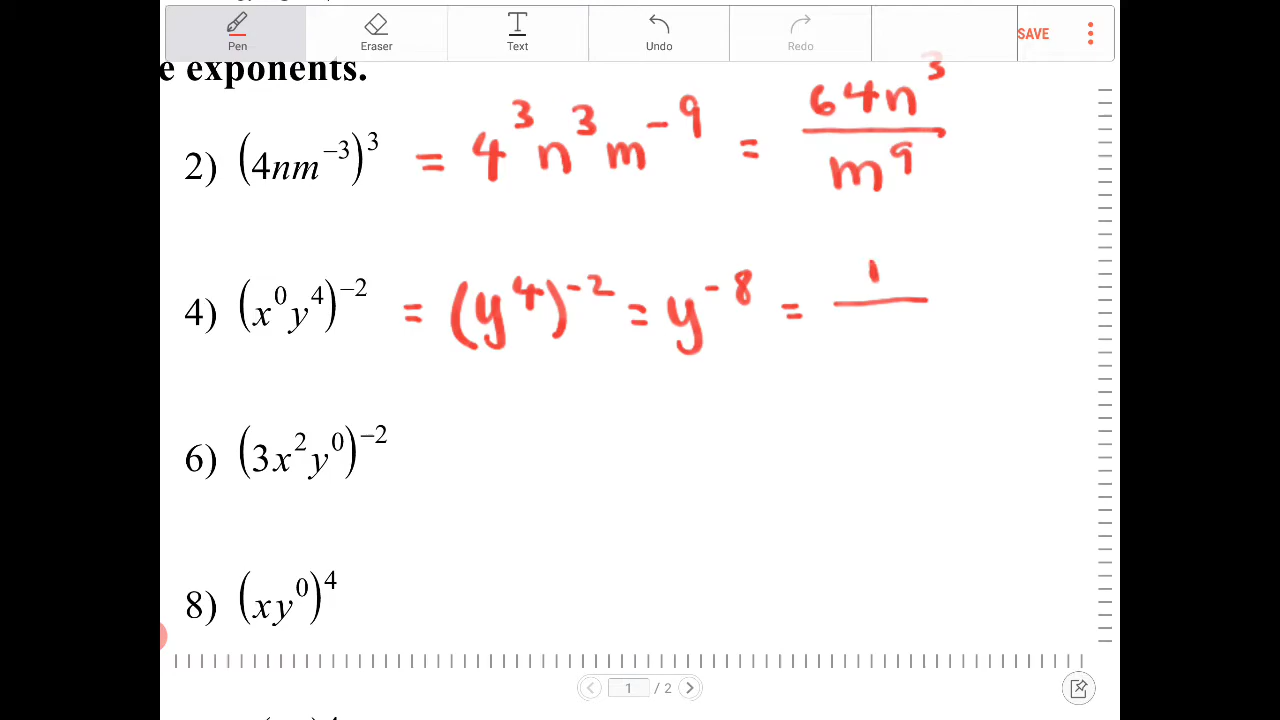 Pen Eraser Text Undo Redo SAVE
e exponents.
2) (4nm⁻³)³ = 4³n³m⁻⁹ = 64n³/m⁹
4) (x⁰y⁴)⁻² = (y⁴)⁻² = y⁻⁸ = 1/
6) (3x²y⁰)⁻²
8) (xy⁰)⁴
1 / 2